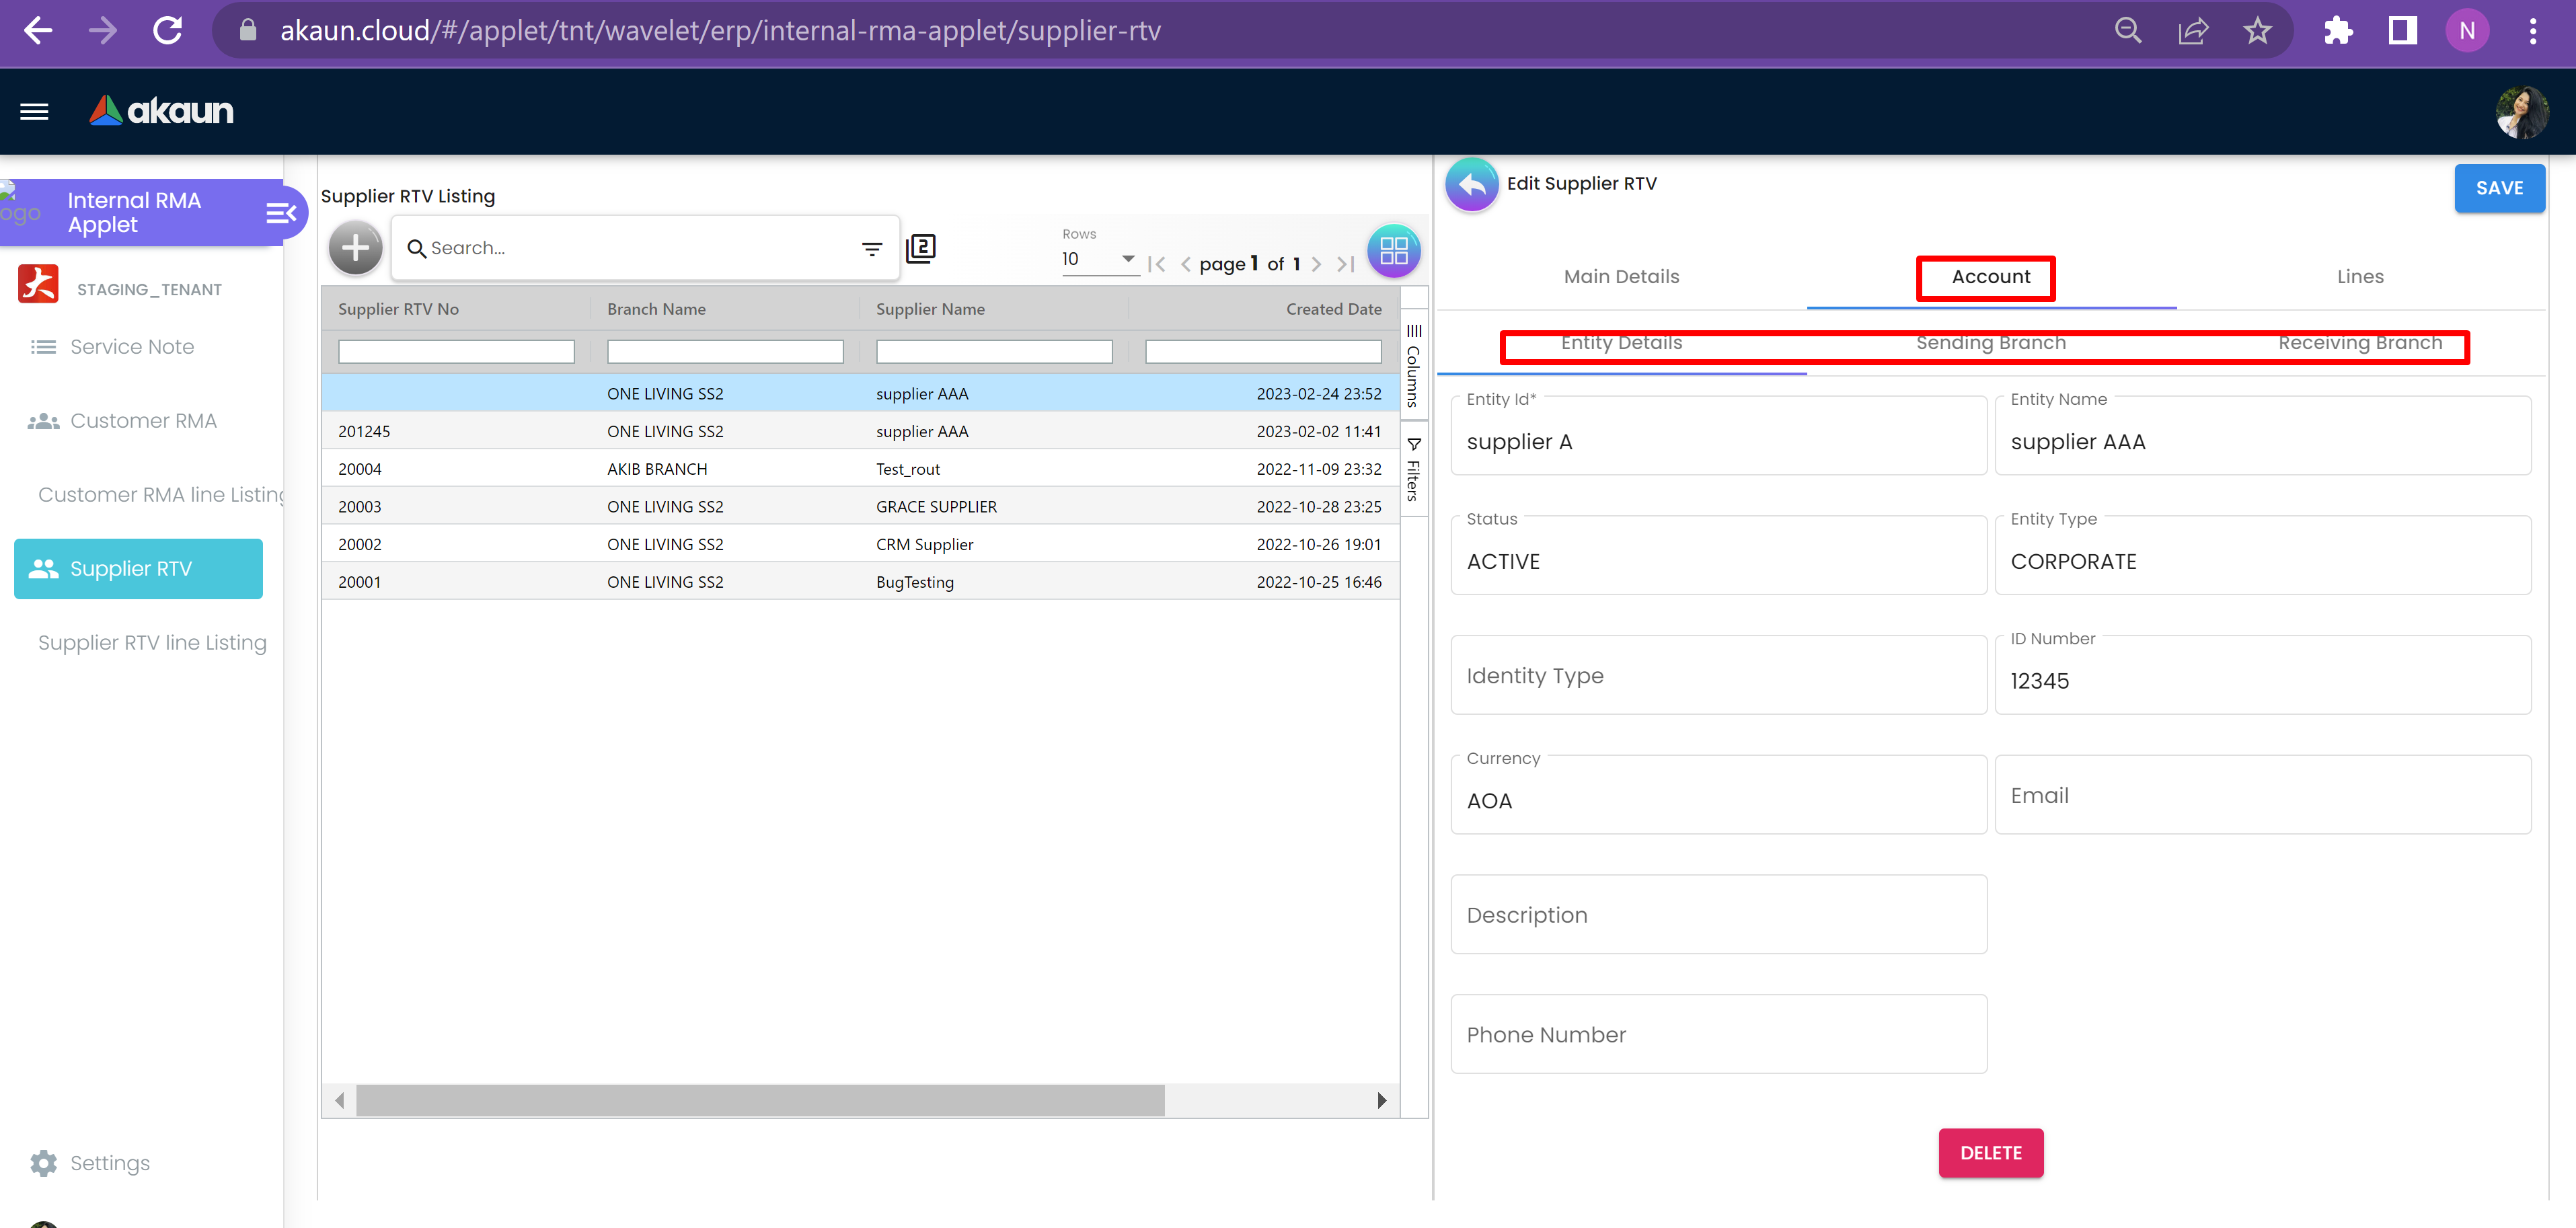 akaun.cloud/#/applet/tnt/wavelet/erp/internal-rma-applet/supplier-rtv
N
akaun
ogo
Internal RMA
Applet
STAGING_TENANT
Service Note
Customer RMA
Customer RMA line Listing
Supplier RTV
Supplier RTV line Listing
Settings
Supplier RTV Listing
Search...
2
Rows
10
page 1 of 1
Supplier RTV No Branch Name Supplier Name Created Date
ONE LIVING SS2 supplier AAA 2023-02-24 23:52
201245 ONE LIVING SS2 supplier AAA 2023-02-02 11:41
20004 AKIB BRANCH Test_rout 2022-11-09 23:32
20003 ONE LIVING SS2 GRACE SUPPLIER 2022-10-28 23:25
20002 ONE LIVING SS2 CRM Supplier 2022-10-26 19:01
20001 ONE LIVING SS2 BugTesting 2022-10-25 16:46
Columns
Filters
Edit Supplier RTV
SAVE
Main Details Account Lines
Entity Details Sending Branch Receiving Branch
Entity Id* Entity Name
supplier A supplier AAA
Status Entity Type
ACTIVE CORPORATE
Identity Type
ID Number
12345
Currency
AOA
Email
Description
Phone Number
DELETE